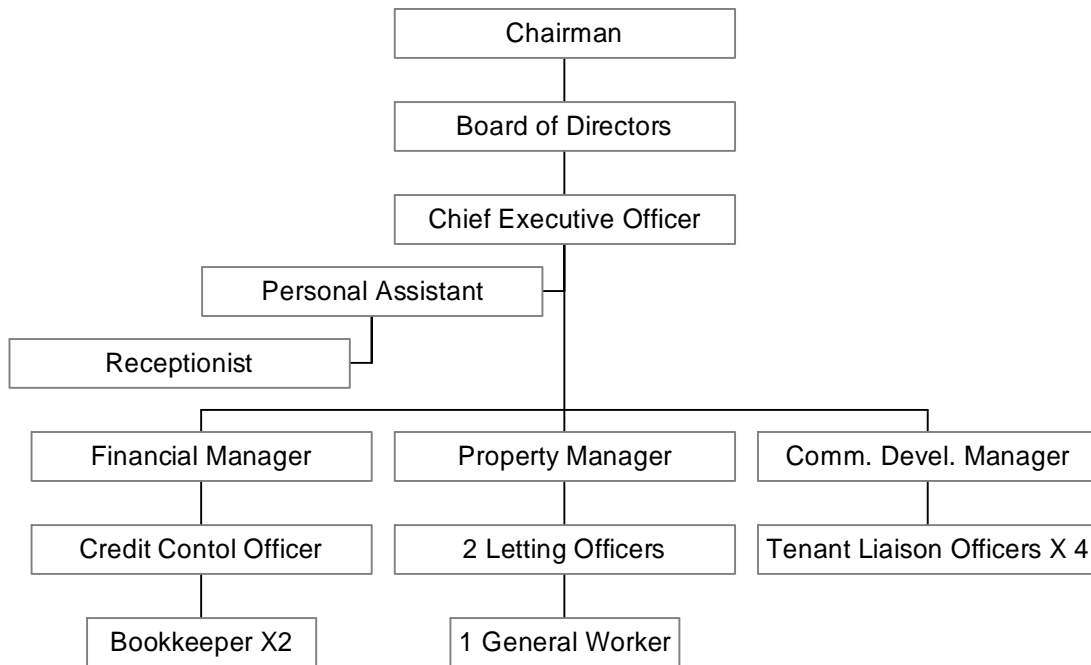 Chairman
Board of Directors
Chief Executive Officer
Personal Assistant
Receptionist
Financial Manager
Property Manager
Comm. Devel. Manager
Credit Contol Officer
2 Letting Officers
Tenant Liaison Officers X 4
Bookkeeper X2
1 General Worker